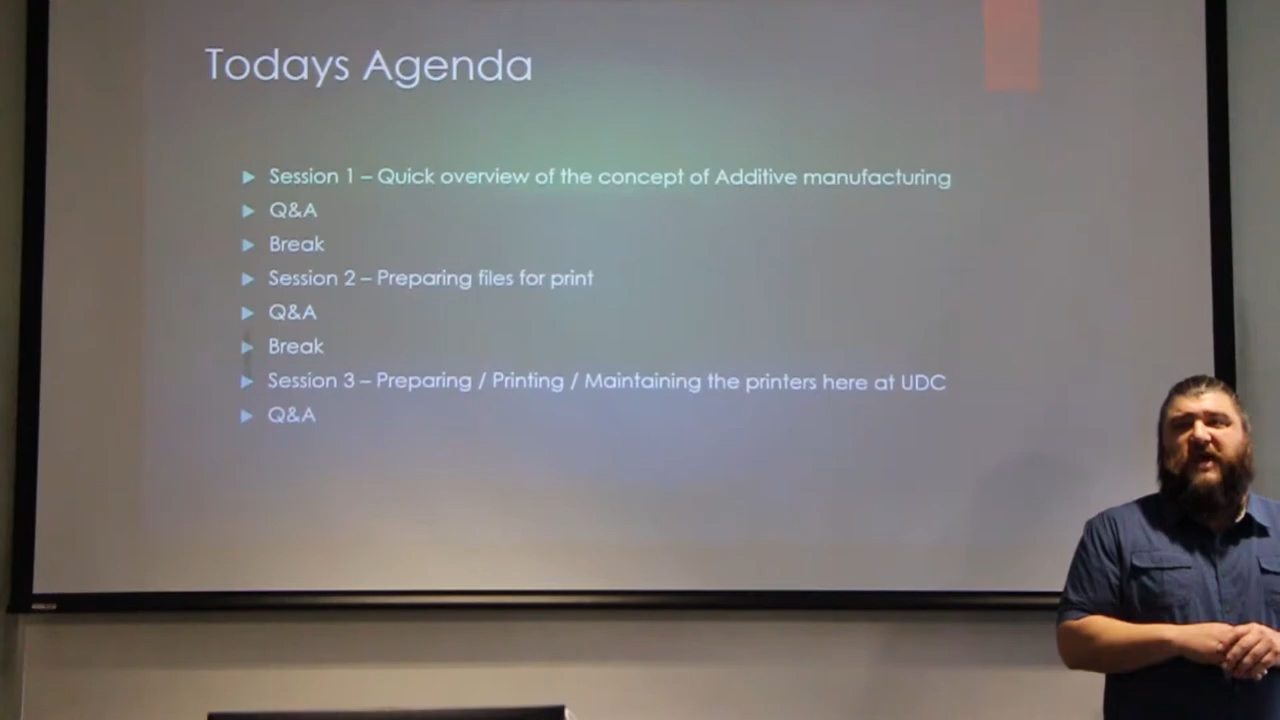 Todays Agenda
Session 1 – Quick overview of the concept of Additive manufacturing
Q&A
Break
Session 2 – Preparing files for print
Q&A
Break
Session 3 – Preparing / Printing / Maintaining the printers here at UDC
Q&A